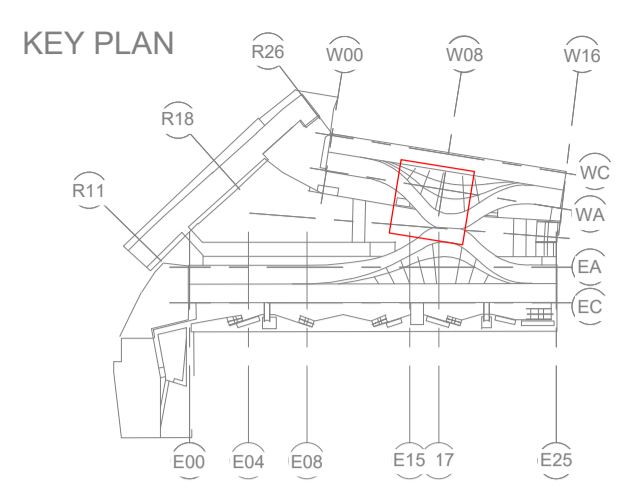 KEY PLAN
R26
W00
W08
W16
R18
WC
R11
WA
EA
EC
E00
E04
E08
E15
17
E25